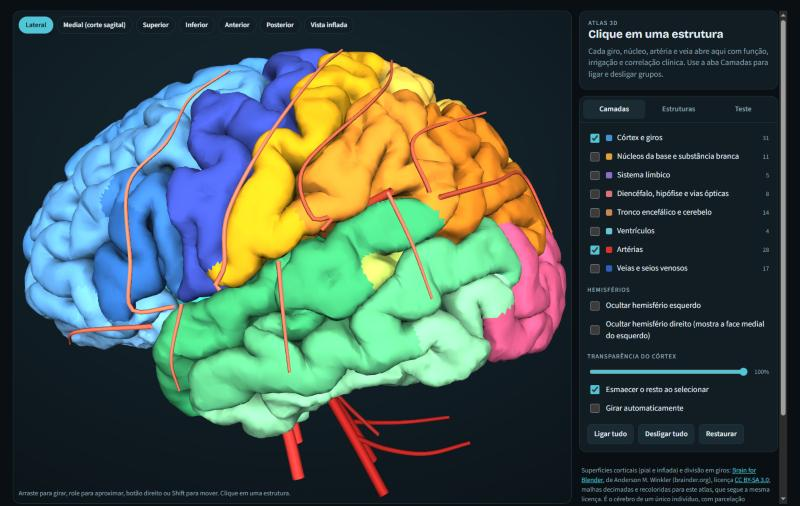 Lateral
Medial (corte sagital)
Superior
Inferior
Anterior
Posterior
Vista inflada
Arraste para girar, role para aproximar, botão direito ou Shift para mover. Clique em uma estrutura.
ATLAS 3D
Clique em uma estrutura
Cada giro, núcleo, artéria e veia abre aqui com função,
irrigação e correlação clínica. Use a aba Camadas para
ligar e desligar grupos.
Camadas
Estruturas
Teste
Córtex e giros 31
Núcleos da base e substância branca 11
Sistema límbico 5
Diencéfalo, hipófise e vias ópticas 8
Tronco encefálico e cerebelo 14
Ventrículos 4
Artérias 28
Veias e seios venosos 17
HEMISFÉRIOS
Ocultar hemisfério esquerdo
Ocultar hemisfério direito (mostra a face medial
do esquerdo)
TRANSPARÊNCIA DO CÓRTEX
100%
Esmaecer o resto ao selecionar
Girar automaticamente
Ligar tudo
Desligar tudo
Restaurar
Superfícies corticais (pial e inflada) e divisão em giros: Brain for
Blender, de Anderson M. Winkler (brainder.org), licença CC BY-SA 3.0,
malhas decimadas e recoloridas para este atlas, que segue a mesma
licença. É o cérebro de um único indivíduo, com parcelação